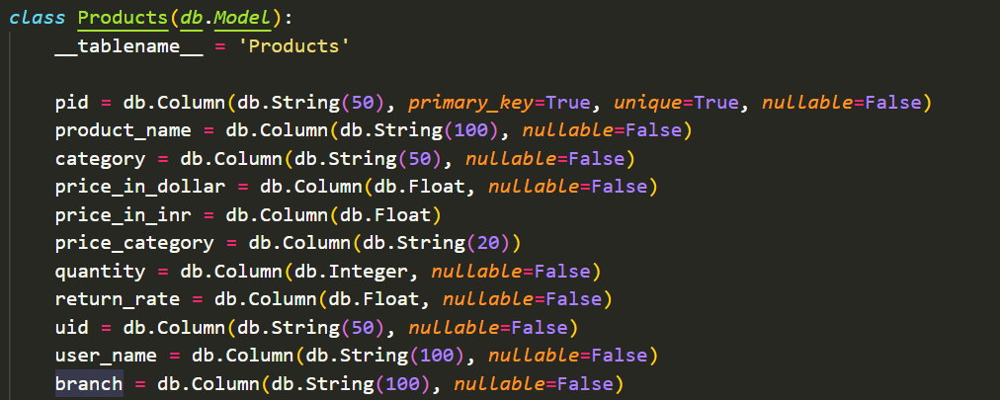 class Products(db.Model):
    __tablename__ = 'Products'

    pid = db.Column(db.String(50), primary_key=True, unique=True, nullable=False)
    product_name = db.Column(db.String(100), nullable=False)
    category = db.Column(db.String(50), nullable=False)
    price_in_dollar = db.Column(db.Float, nullable=False)
    price_in_inr = db.Column(db.Float)
    price_category = db.Column(db.String(20))
    quantity = db.Column(db.Integer, nullable=False)
    return_rate = db.Column(db.Float, nullable=False)
    uid = db.Column(db.String(50), nullable=False)
    user_name = db.Column(db.String(100), nullable=False)
    branch = db.Column(db.String(100), nullable=False)